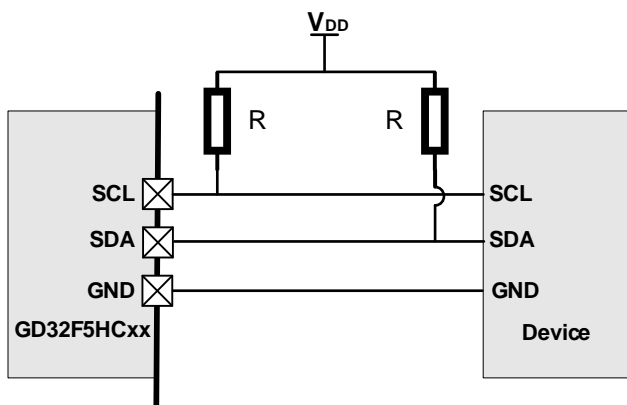 VDD
R R
SCL SCL
SDA SDA
GND GND
GD32F5HCxx Device